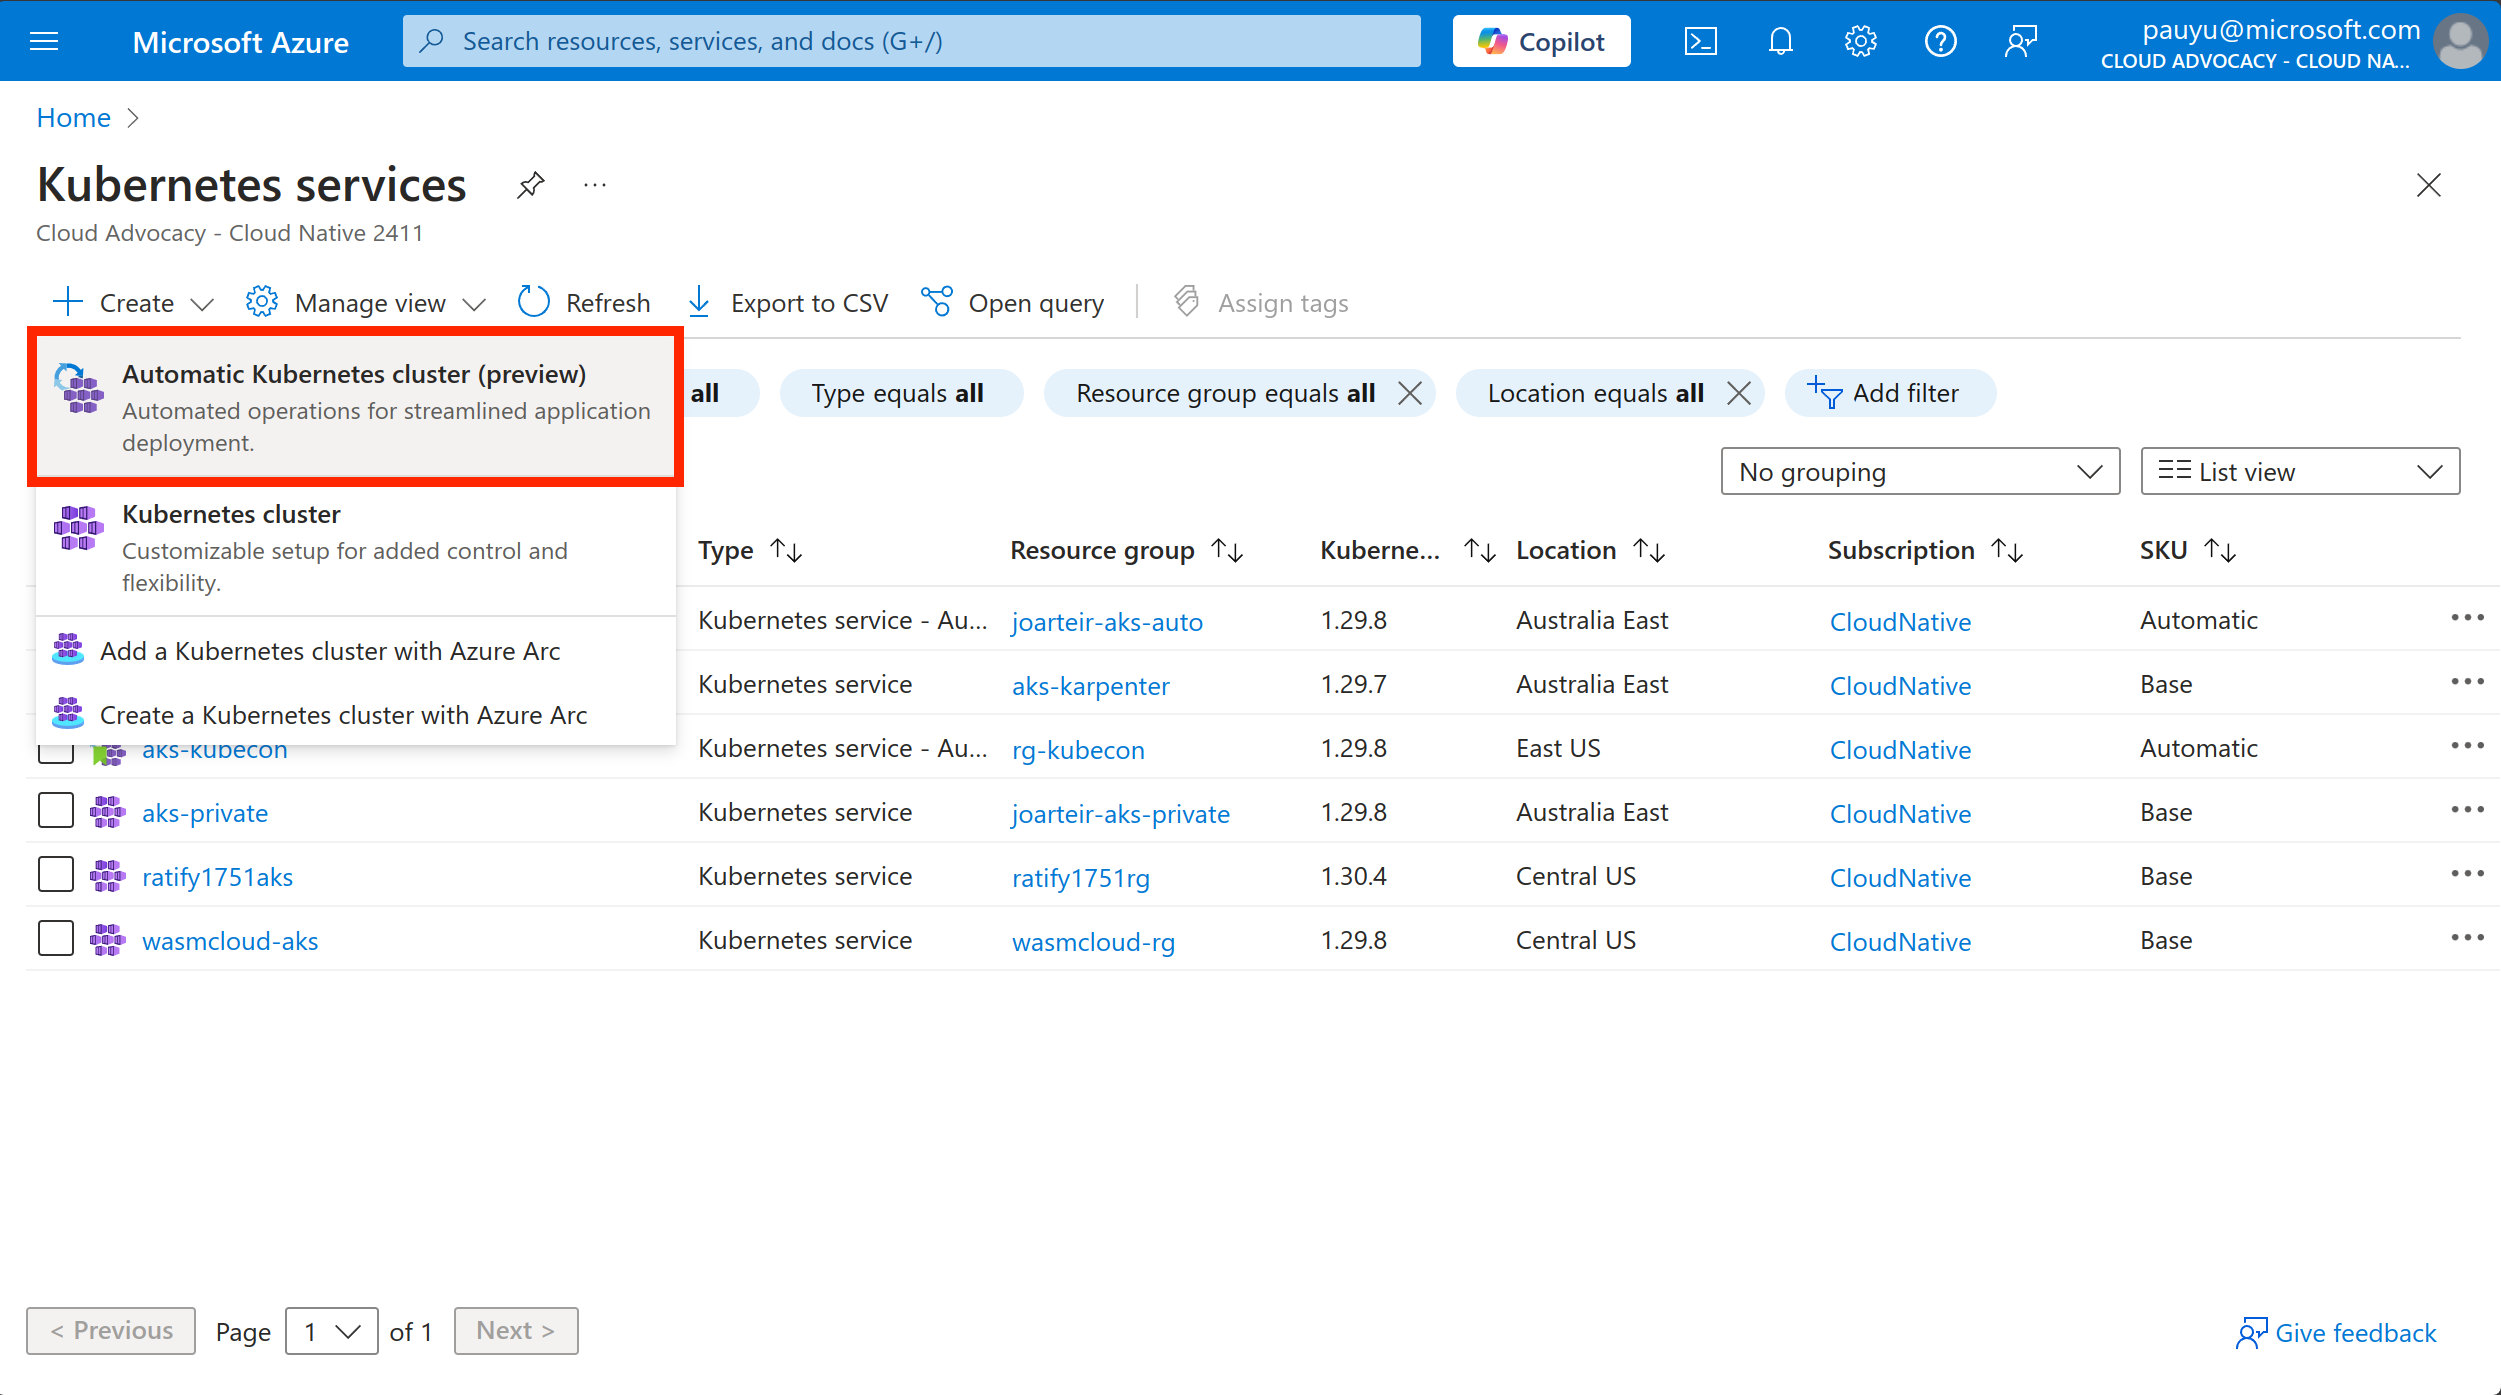 Microsoft Azure
Search resources, services, and docs (G+/)
Copilot
pauyu@microsoft.com
CLOUD ADVOCACY - CLOUD NA...
Home
Kubernetes services
Cloud Advocacy - Cloud Native 2411
Create
Manage view
Refresh
Export to CSV
Open query
Assign tags
Automatic Kubernetes cluster (preview)
Automated operations for streamlined application
deployment.
Kubernetes cluster
Customizable setup for added control and
flexibility.
Add a Kubernetes cluster with Azure Arc
Create a Kubernetes cluster with Azure Arc
all
Type equals all
Resource group equals all
Location equals all
Add filter
No grouping
List view
Type Resource group Kuberne... Location Subscription SKU
Kubernetes service - Au... joarteir-aks-auto 1.29.8 Australia East CloudNative Automatic
Kubernetes service aks-karpenter 1.29.7 Australia East CloudNative Base
aks-kubecon Kubernetes service - Au... rg-kubecon 1.29.8 East US CloudNative Automatic
aks-private Kubernetes service joarteir-aks-private 1.29.8 Australia East CloudNative Base
ratify1751aks Kubernetes service ratify1751rg 1.30.4 Central US CloudNative Base
wasmcloud-aks Kubernetes service wasmcloud-rg 1.29.8 Central US CloudNative Base
< Previous Page 1 of 1 Next >
Give feedback